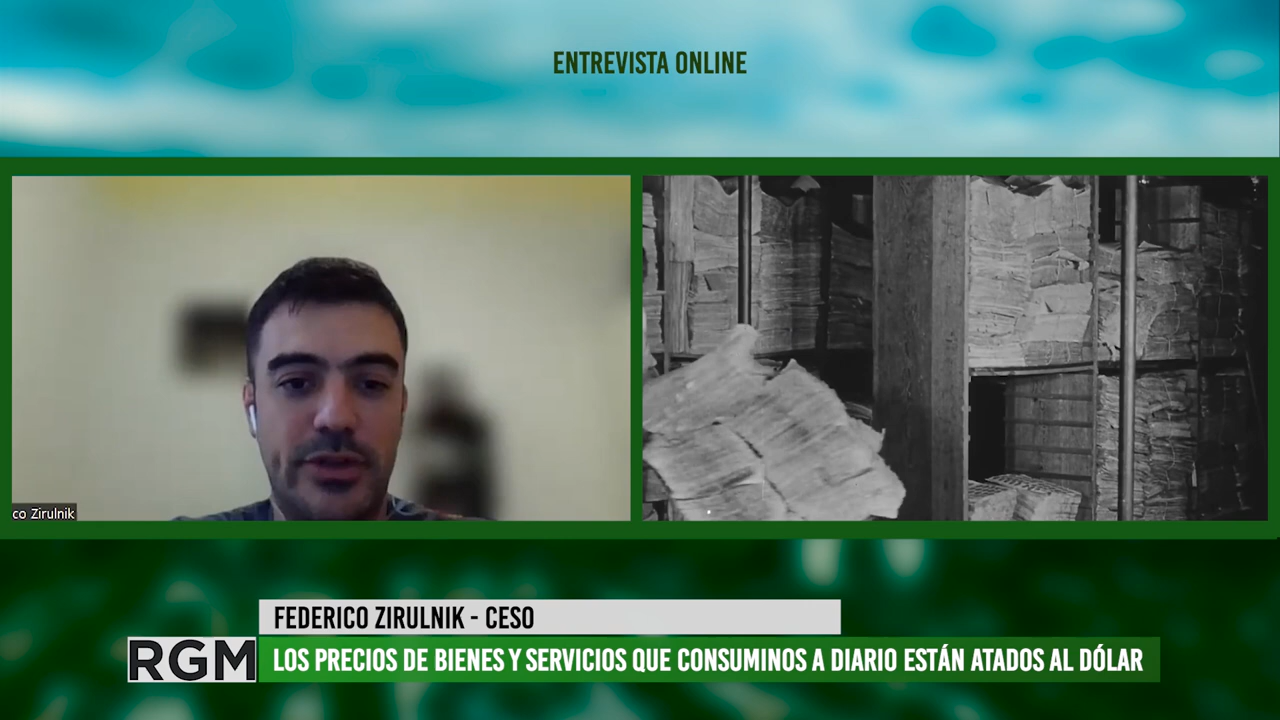 ENTREVISTA ONLINE
co Zirulnik
FEDERICO ZIRULNIK - CESO
RGM
LOS PRECIOS DE BIENES Y SERVICIOS QUE CONSUMINOS A DIARIO ESTÁN ATADOS AL DÓLAR